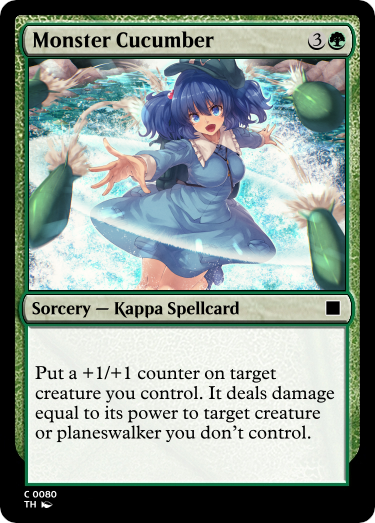 Monster Cucumber 3
Sorcery — Kappa Spellcard
Put a +1/+1 counter on target
creature you control. It deals damage
equal to its power to target creature
or planeswalker you don't control.
C 0080
TH